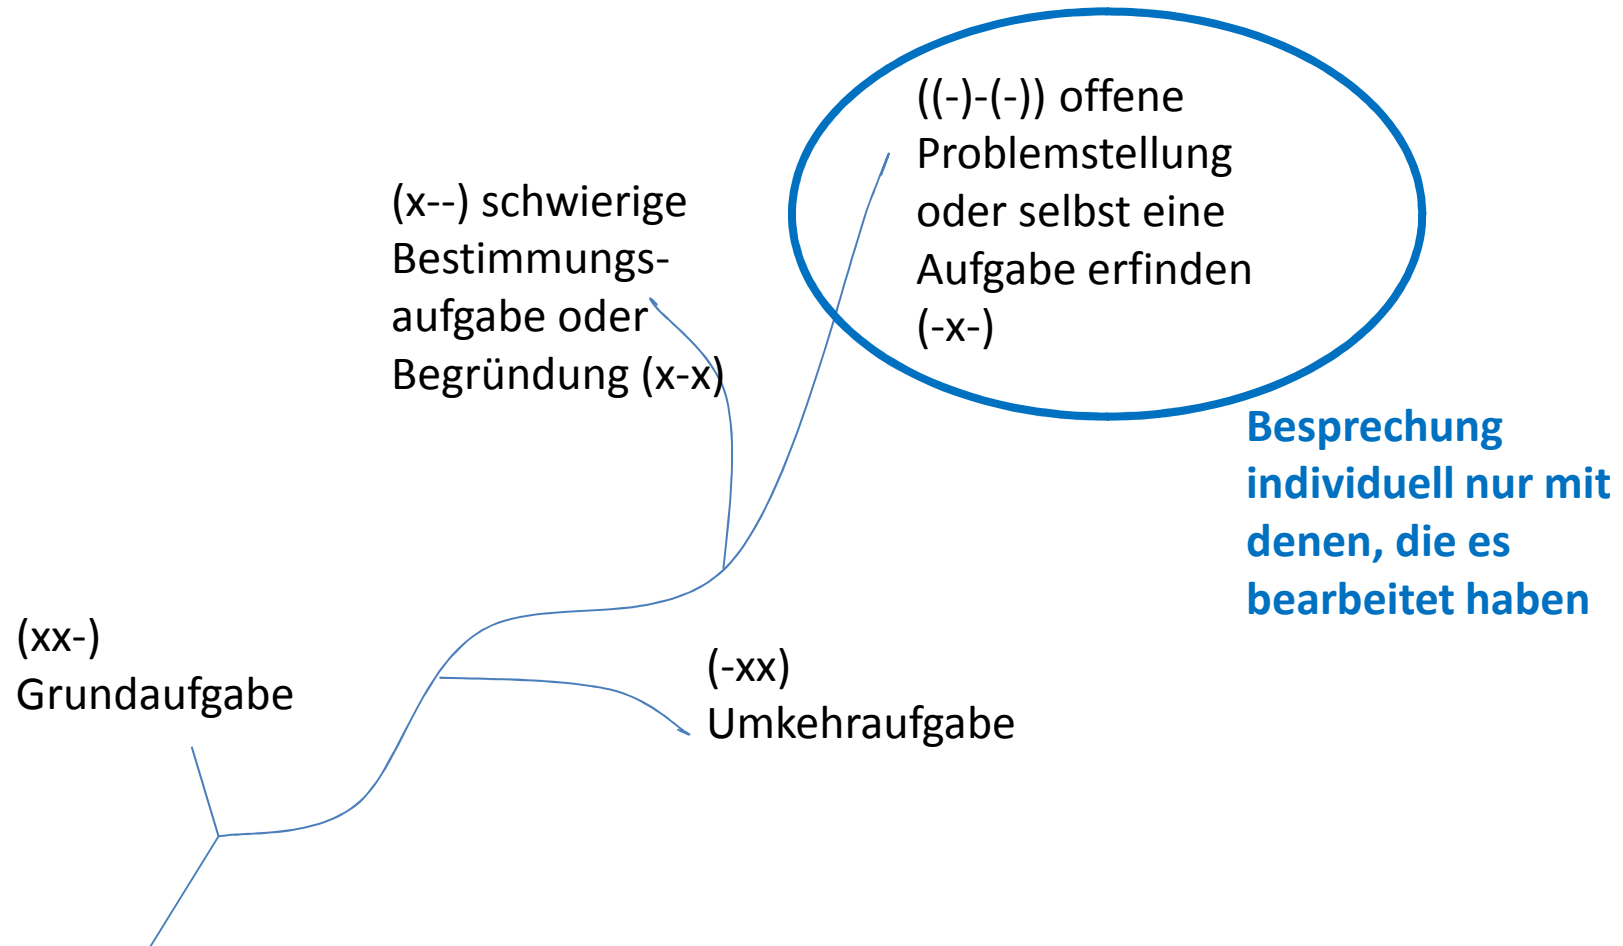 ((-)-(-)) offene
Problemstellung
oder selbst eine
Aufgabe erfinden
(-x-)
(x--) schwierige
Bestimmungs-
aufgabe oder
Begründung (x-x)
Besprechung
individuell nur mit
denen, die es
bearbeitet haben
(xx-)
Grundaufgabe
(-xx)
Umkehraufgabe